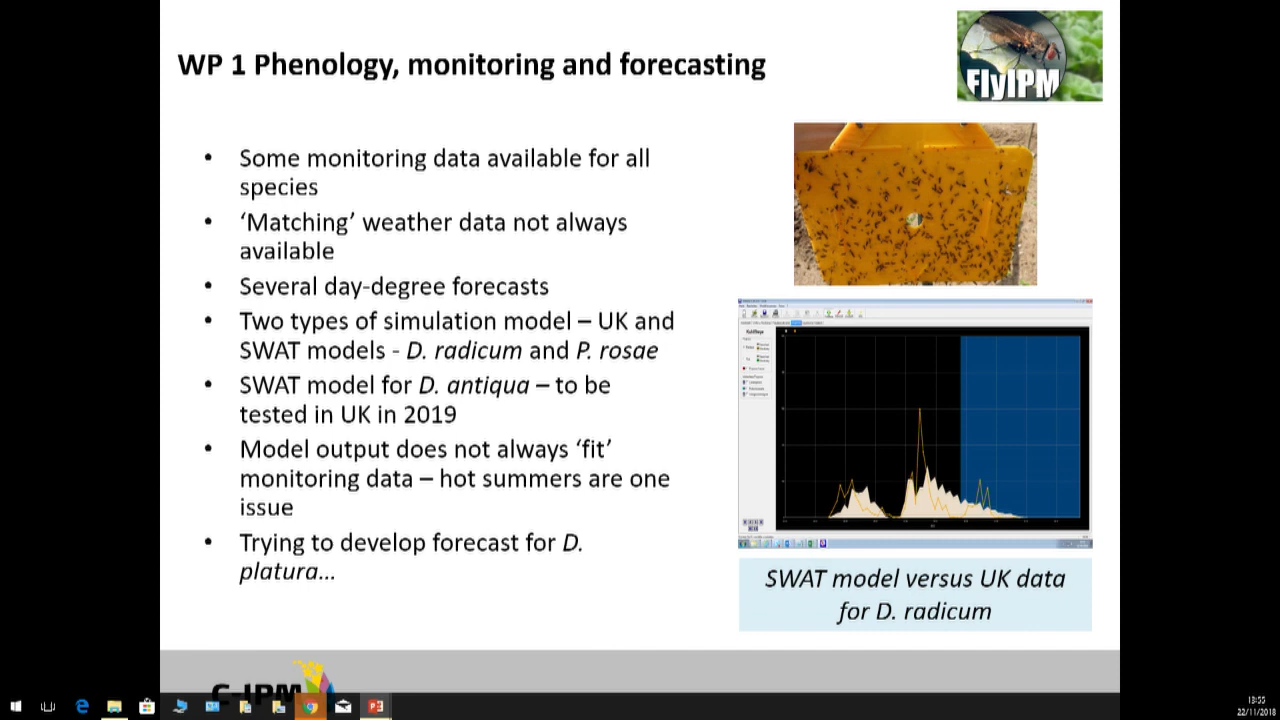 WP 1 Phenology, monitoring and forecasting
FlyIPM
• Some monitoring data available for all
species
• ‘Matching’ weather data not always
available
• Several day-degree forecasts
• Two types of simulation model – UK and
SWAT models - D. radicum and P. rosae
• SWAT model for D. antiqua – to be
tested in UK in 2019
• Model output does not always ‘fit’
monitoring data – hot summers are one
issue
• Trying to develop forecast for D.
platura…
SWAT model versus UK data
for D. radicum
C-IPM
13:55
22/11/2018